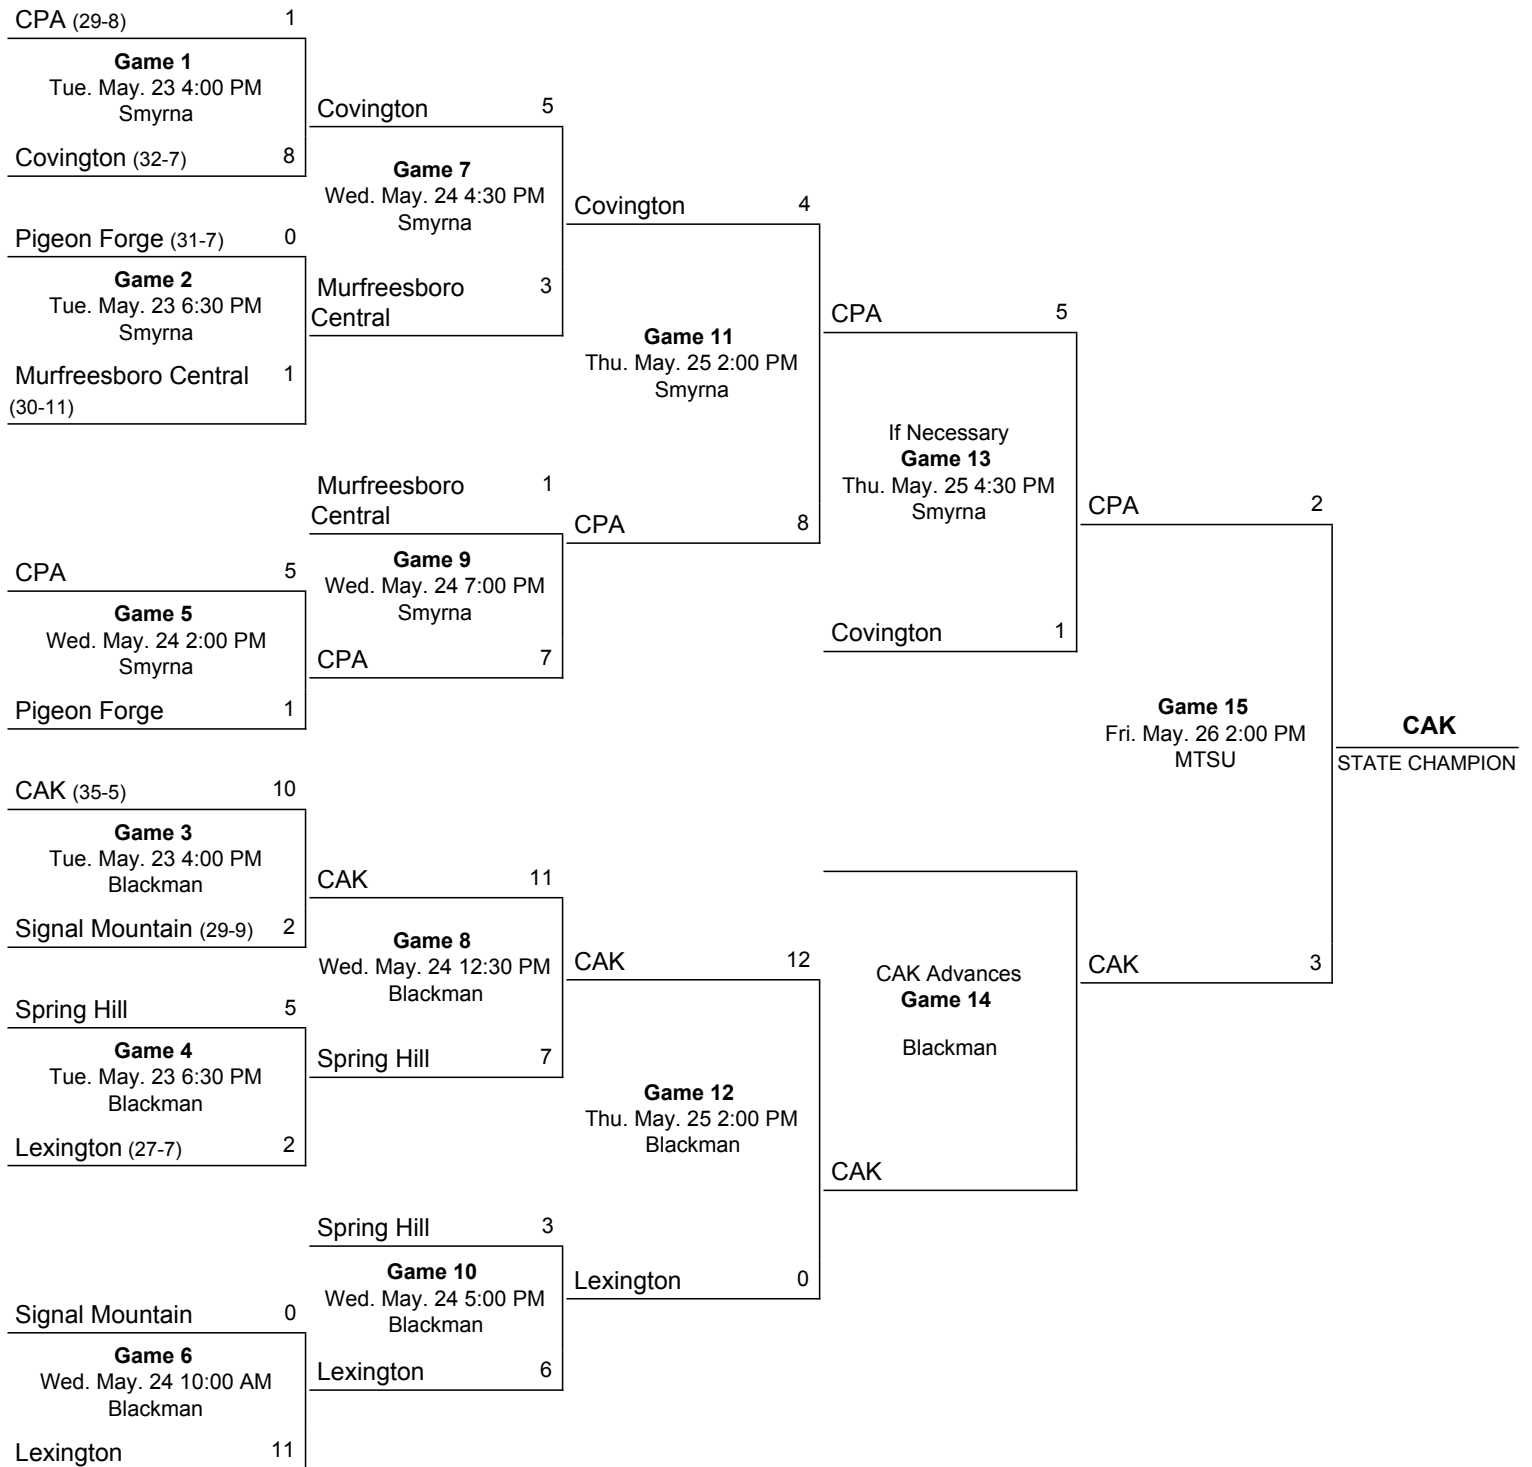 CPA (29-8) 1
Game 1
Tue. May. 23 4:00 PM
Smyrna
Covington (32-7) 8
Pigeon Forge (31-7) 0
Game 2
Tue. May. 23 6:30 PM
Smyrna
Murfreesboro Central 1
(30-11)
CPA 5
Game 5
Wed. May. 24 2:00 PM
Smyrna
Pigeon Forge 1
CAK (35-5) 10
Game 3
Tue. May. 23 4:00 PM
Blackman
Signal Mountain (29-9) 2
Spring Hill 5
Game 4
Tue. May. 23 6:30 PM
Blackman
Lexington (27-7) 2
Signal Mountain 0
Game 6
Wed. May. 24 10:00 AM
Blackman
Lexington 11
Covington 5
Game 7
Wed. May. 24 4:30 PM
Smyrna
Murfreesboro 3
Central
Murfreesboro 1
Central
Game 9
Wed. May. 24 7:00 PM
Smyrna
CPA 7
CAK 11
Game 8
Wed. May. 24 12:30 PM
Blackman
Spring Hill 7
Spring Hill 3
Game 10
Wed. May. 24 5:00 PM
Blackman
Lexington 6
Covington 4
Game 11
Thu. May. 25 2:00 PM
Smyrna
CPA 8
CAK 12
Game 12
Thu. May. 25 2:00 PM
Blackman
Lexington 0
CPA 5
If Necessary
Game 13
Thu. May. 25 4:30 PM
Smyrna
Covington 1
CAK Advances
Game 14
Blackman
CAK
CPA 2
Game 15
Fri. May. 26 2:00 PM
MTSU
CAK 3
CAK
STATE CHAMPION